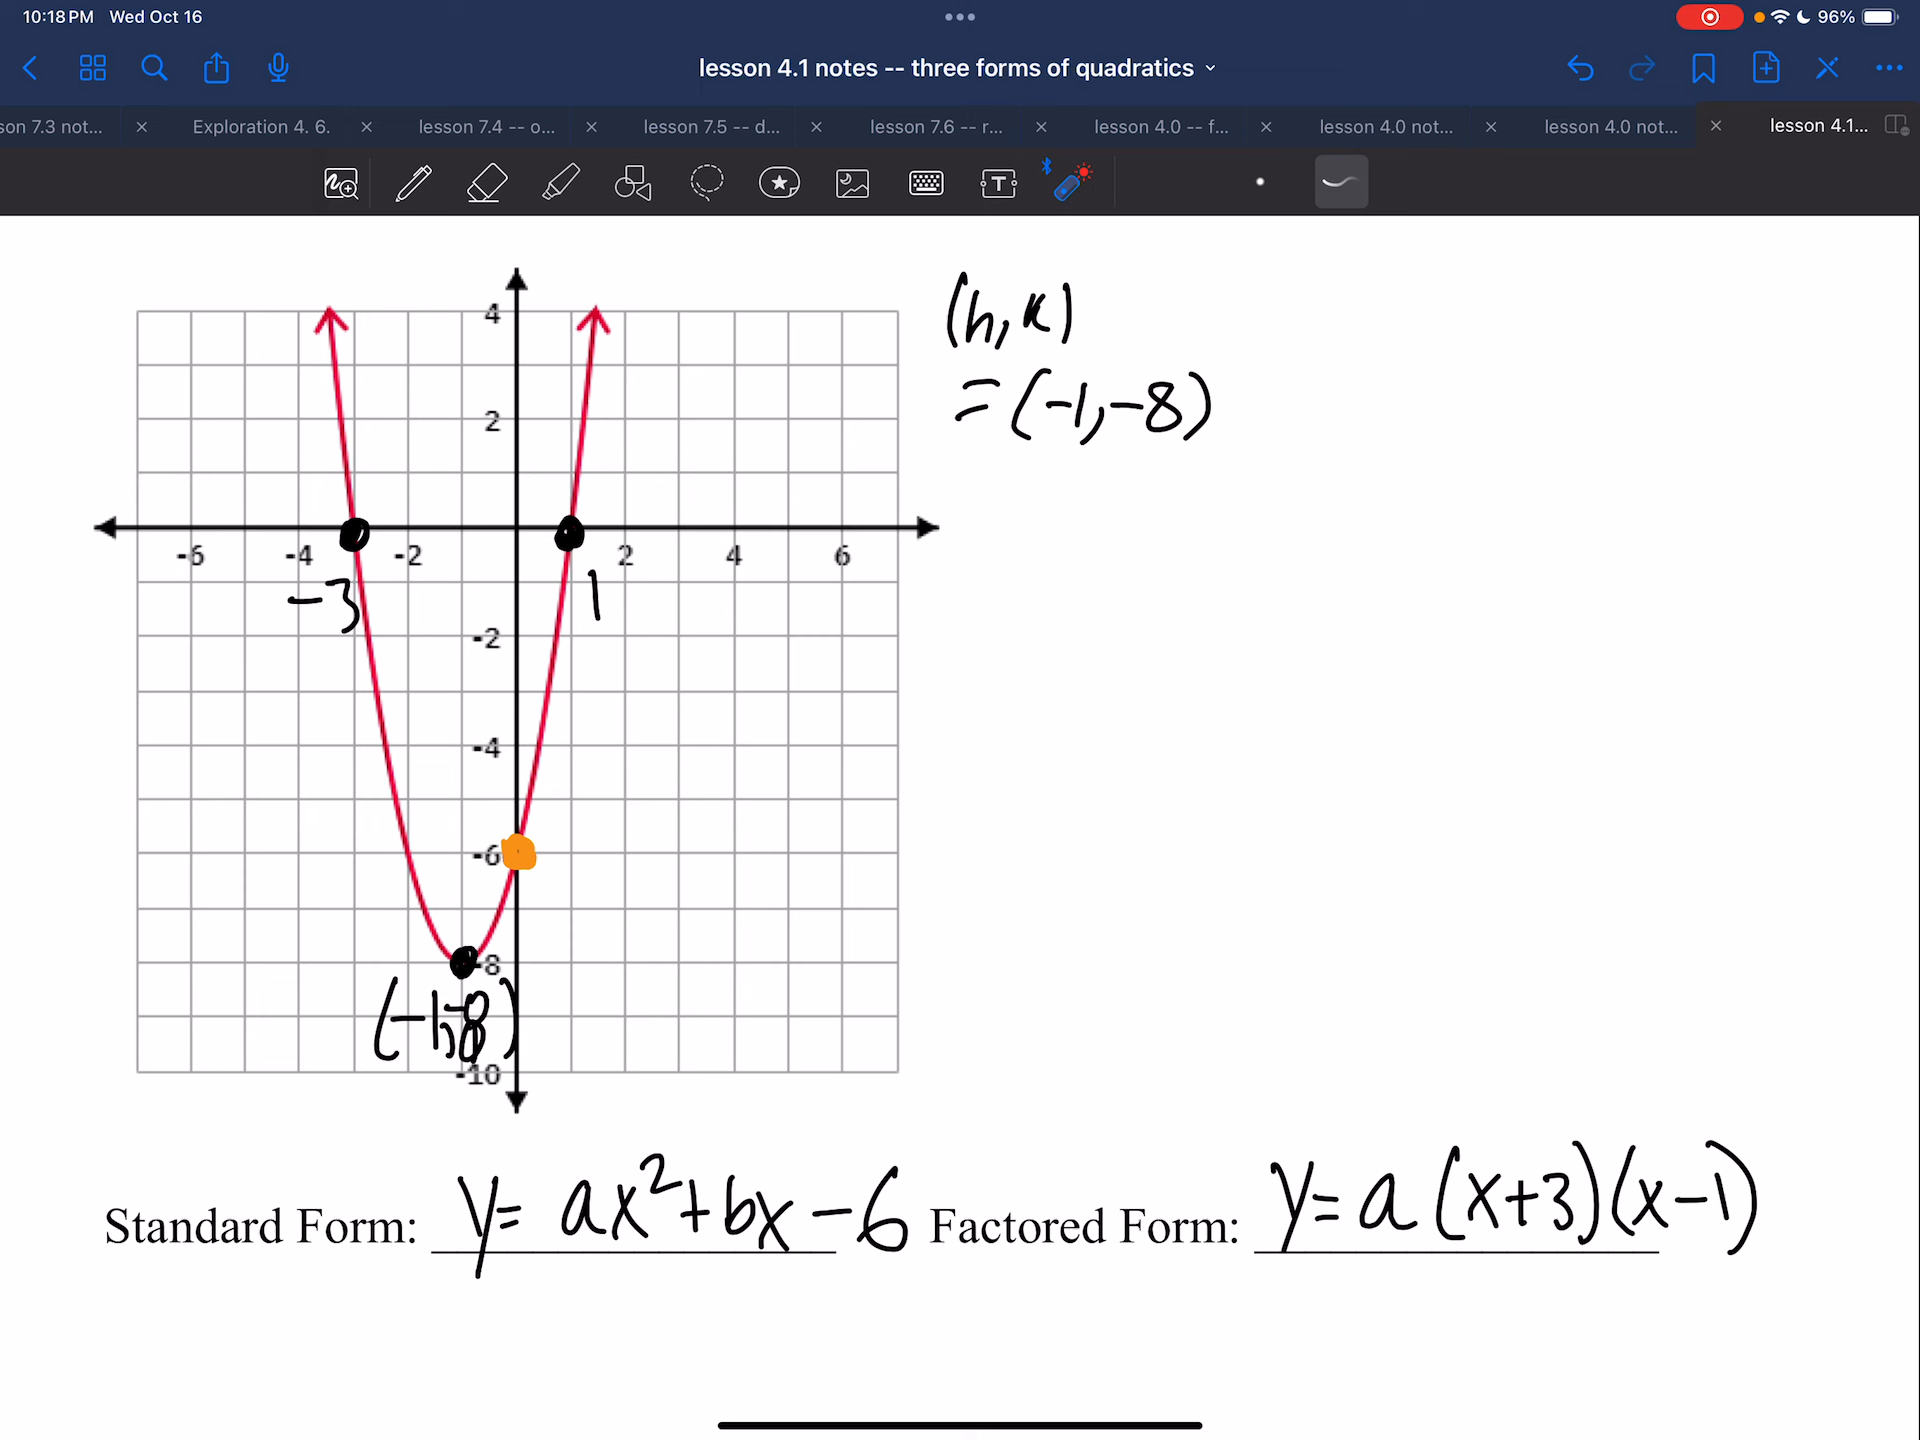 10:18 PM Wed Oct 16
96%
lesson 4.1 notes -- three forms of quadratics
son 7.3 not... Exploration 4. 6. lesson 7.4 -- o... lesson 7.5 -- d... lesson 7.6 -- r... lesson 4.0 -- f... lesson 4.0 not... lesson 4.0 not... lesson 4.1...
T
4
2
-6 -4 -2 2 4 6
-3 1
-2
-4
-6
-8
(-1,-8)
-10
(h,k)
=(-1,-8)
Standard Form: y= ax²+bx-6 Factored Form: y=a(x+3)(x-1)